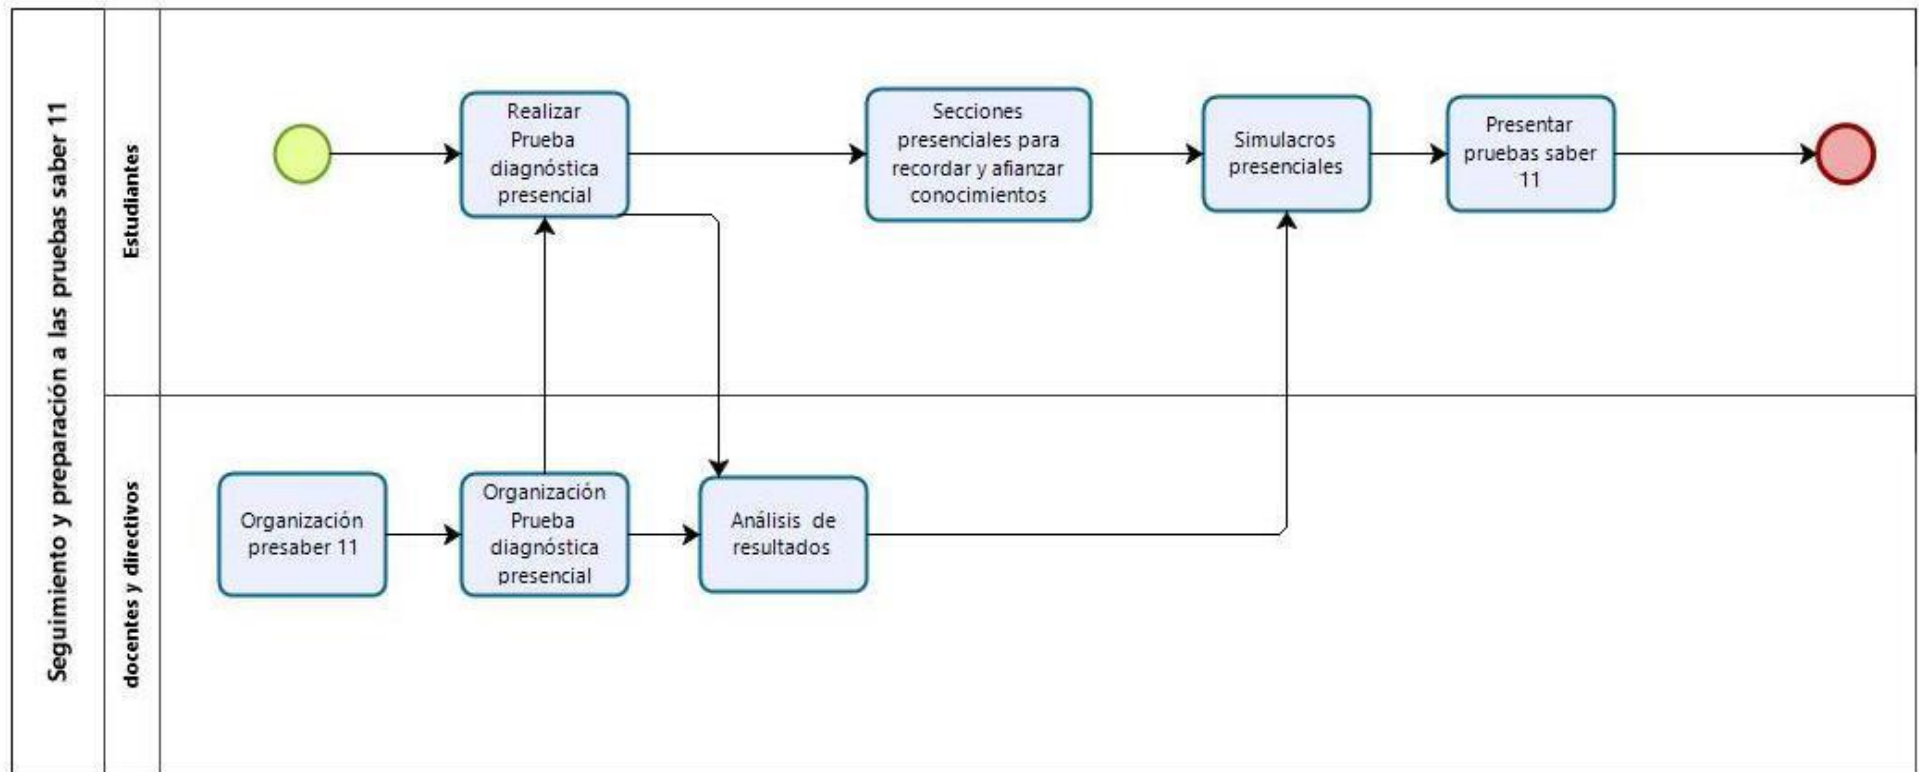 Seguimiento y preparación a las pruebas saber 11
Estudiantes
Realizar
Prueba
diagnóstica
presencial
Secciones
presenciales para
recordar y afianzar
conocimientos
Simulacros
presenciales
Presentar
pruebas saber
11
docentes y directivos
Organización
presaber 11
Organización
Prueba
diagnóstica
presencial
Análisis de
resultados